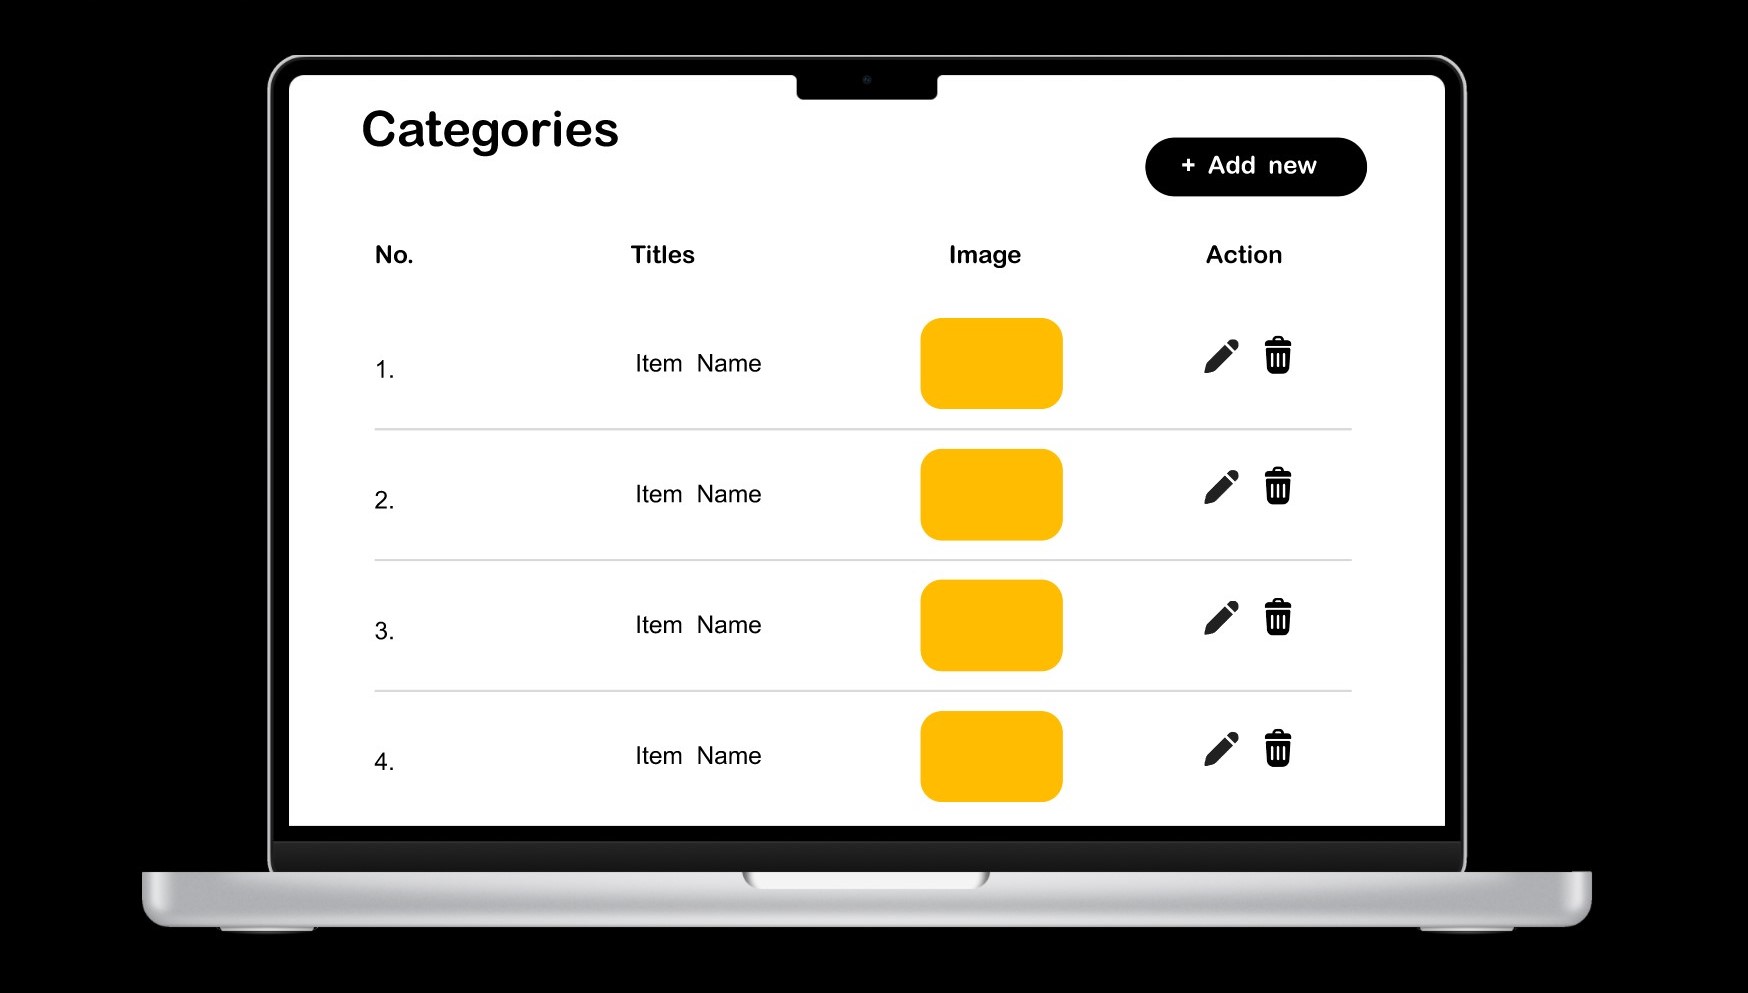 Categories
+ Add new
No. Titles Image Action
1. Item Name
2. Item Name
3. Item Name
4. Item Name